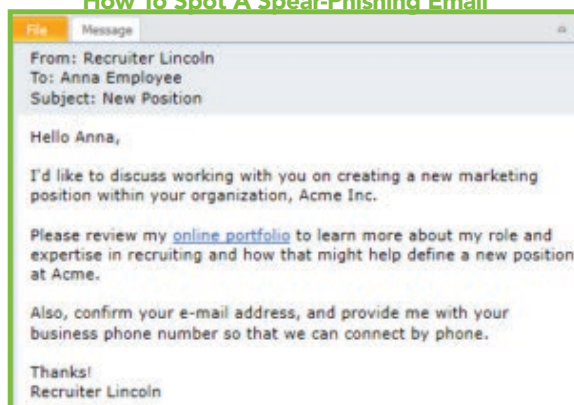 How To Spot A Spear-Phishing Email
File Message
From: Recruiter Lincoln
To: Anna Employee
Subject: New Position
Hello Anna,
I'd like to discuss working with you on creating a new marketing
position within your organization, Acme Inc.
Please review my online portfolio to learn more about my role and
expertise in recruiting and how that might help define a new position
at Acme.
Also, confirm your e-mail address, and provide me with your
business phone number so that we can connect by phone.
Thanks!
Recruiter Lincoln